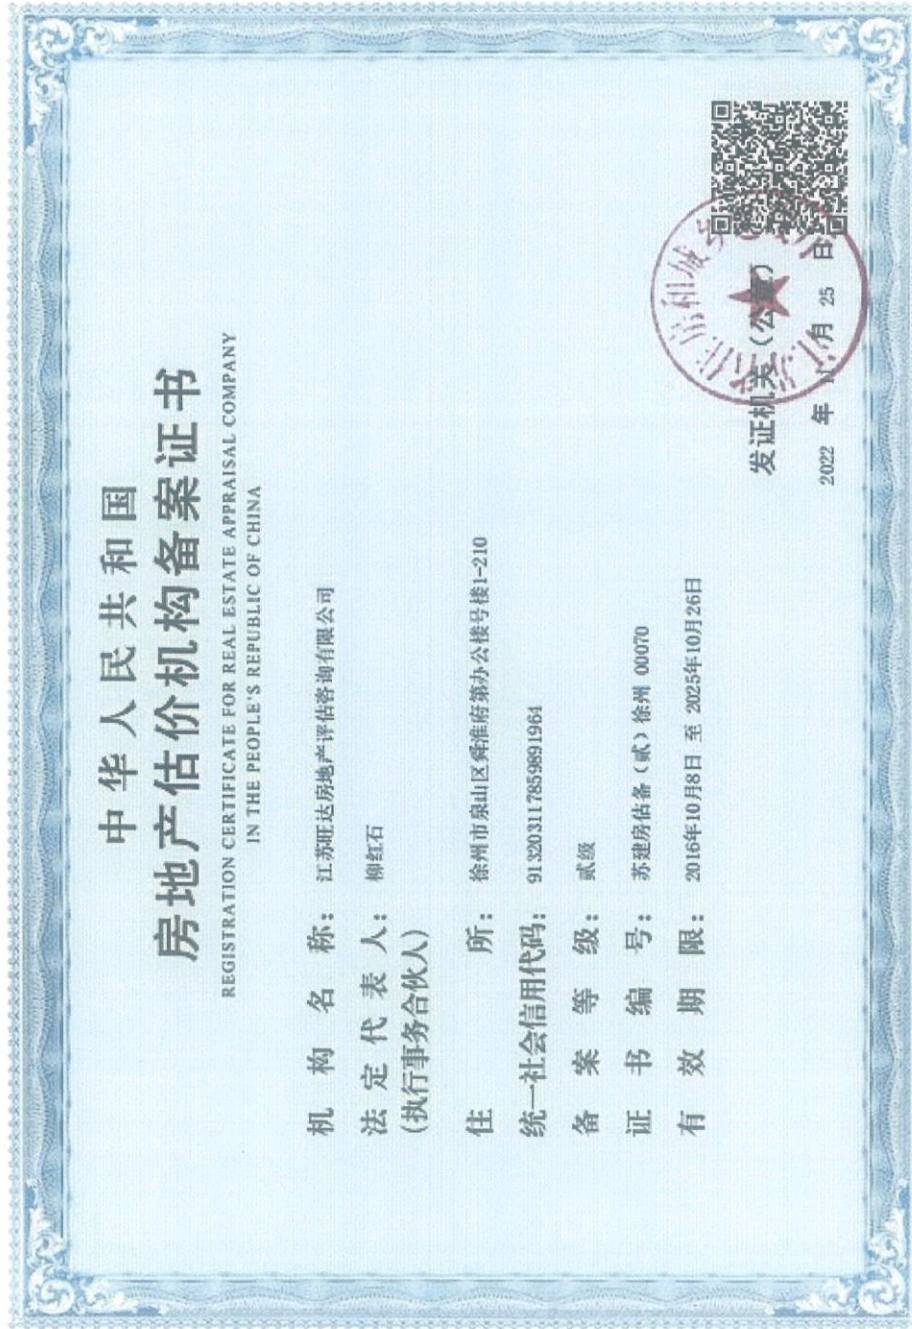 中华人民共和国
房地产估价机构备案证书
REGISTRATION CERTIFICATE FOR REAL ESTATE APPRAISAL COMPANY
IN THE PEOPLE'S REPUBLIC OF CHINA
机构名称：江苏旺达房地产评估咨询有限公司
法定代表人：柳红石
(执行事务合伙人)
住所：徐州市泉山区舜淮府第办公楼号楼1-210
统一社会信用代码：913203117859891964
备案等级：贰级
证书编号：苏建房估备（贰）徐州 00070
有效期限：2016年10月8日 至 2025年10月26日
发证机关（公章）
2022 年 月 25 日